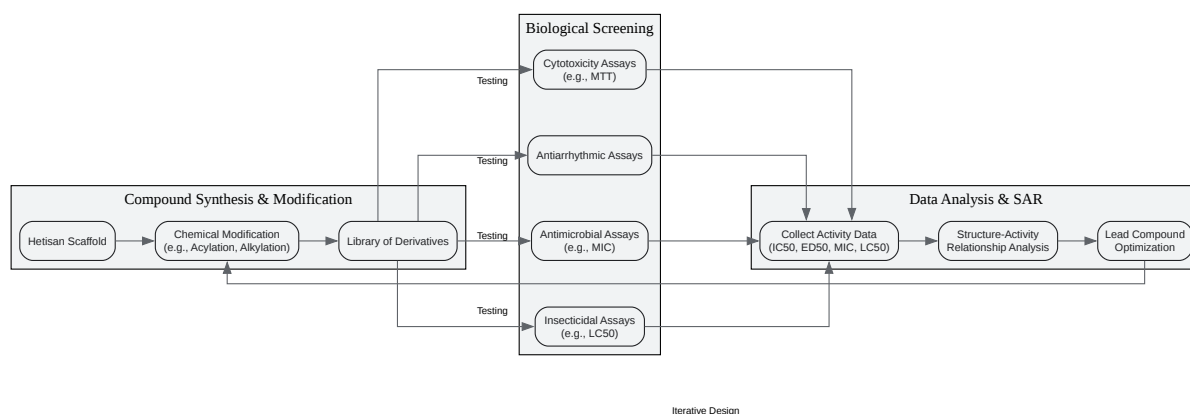 Biological Screening
Cytotoxicity Assays
(e.g., MTT)
Testing
Antiarrhythmic Assays
Testing
Compound Synthesis & Modification
Hetisan Scaffold
Chemical Modification
(e.g., Acylation, Alkylation)
Library of Derivatives
Testing
Antimicrobial Assays
(e.g., MIC)
Data Analysis & SAR
Collect Activity Data
(IC50, ED50, MIC, LC50)
Structure-Activity
Relationship Analysis
Lead Compound
Optimization
Testing
Insecticidal Assays
(e.g., LC50)
Iterative Design